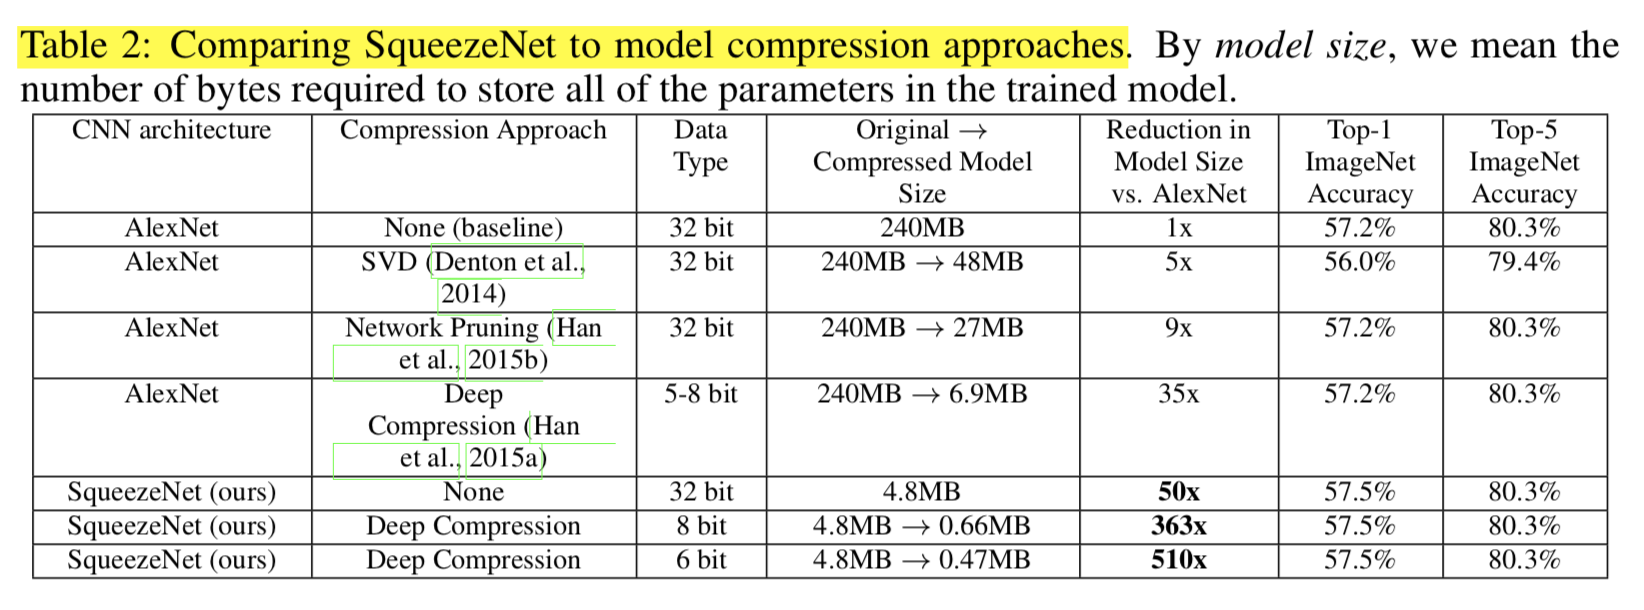 Table 2: Comparing SqueezeNet to model compression approaches. By model size, we mean the
number of bytes required to store all of the parameters in the trained model.
CNN architecture | Compression Approach | Data Type | Original → Compressed Model Size | Reduction in Model Size vs. AlexNet | Top-1 ImageNet Accuracy | Top-5 ImageNet Accuracy
AlexNet | None (baseline) | 32 bit | 240MB | 1x | 57.2% | 80.3%
AlexNet | SVD (Denton et al., 2014) | 32 bit | 240MB → 48MB | 5x | 56.0% | 79.4%
AlexNet | Network Pruning (Han et al., 2015b) | 32 bit | 240MB → 27MB | 9x | 57.2% | 80.3%
AlexNet | Deep Compression (Han et al., 2015a) | 5-8 bit | 240MB → 6.9MB | 35x | 57.2% | 80.3%
SqueezeNet (ours) | None | 32 bit | 4.8MB | 50x | 57.5% | 80.3%
SqueezeNet (ours) | Deep Compression | 8 bit | 4.8MB → 0.66MB | 363x | 57.5% | 80.3%
SqueezeNet (ours) | Deep Compression | 6 bit | 4.8MB → 0.47MB | 510x | 57.5% | 80.3%